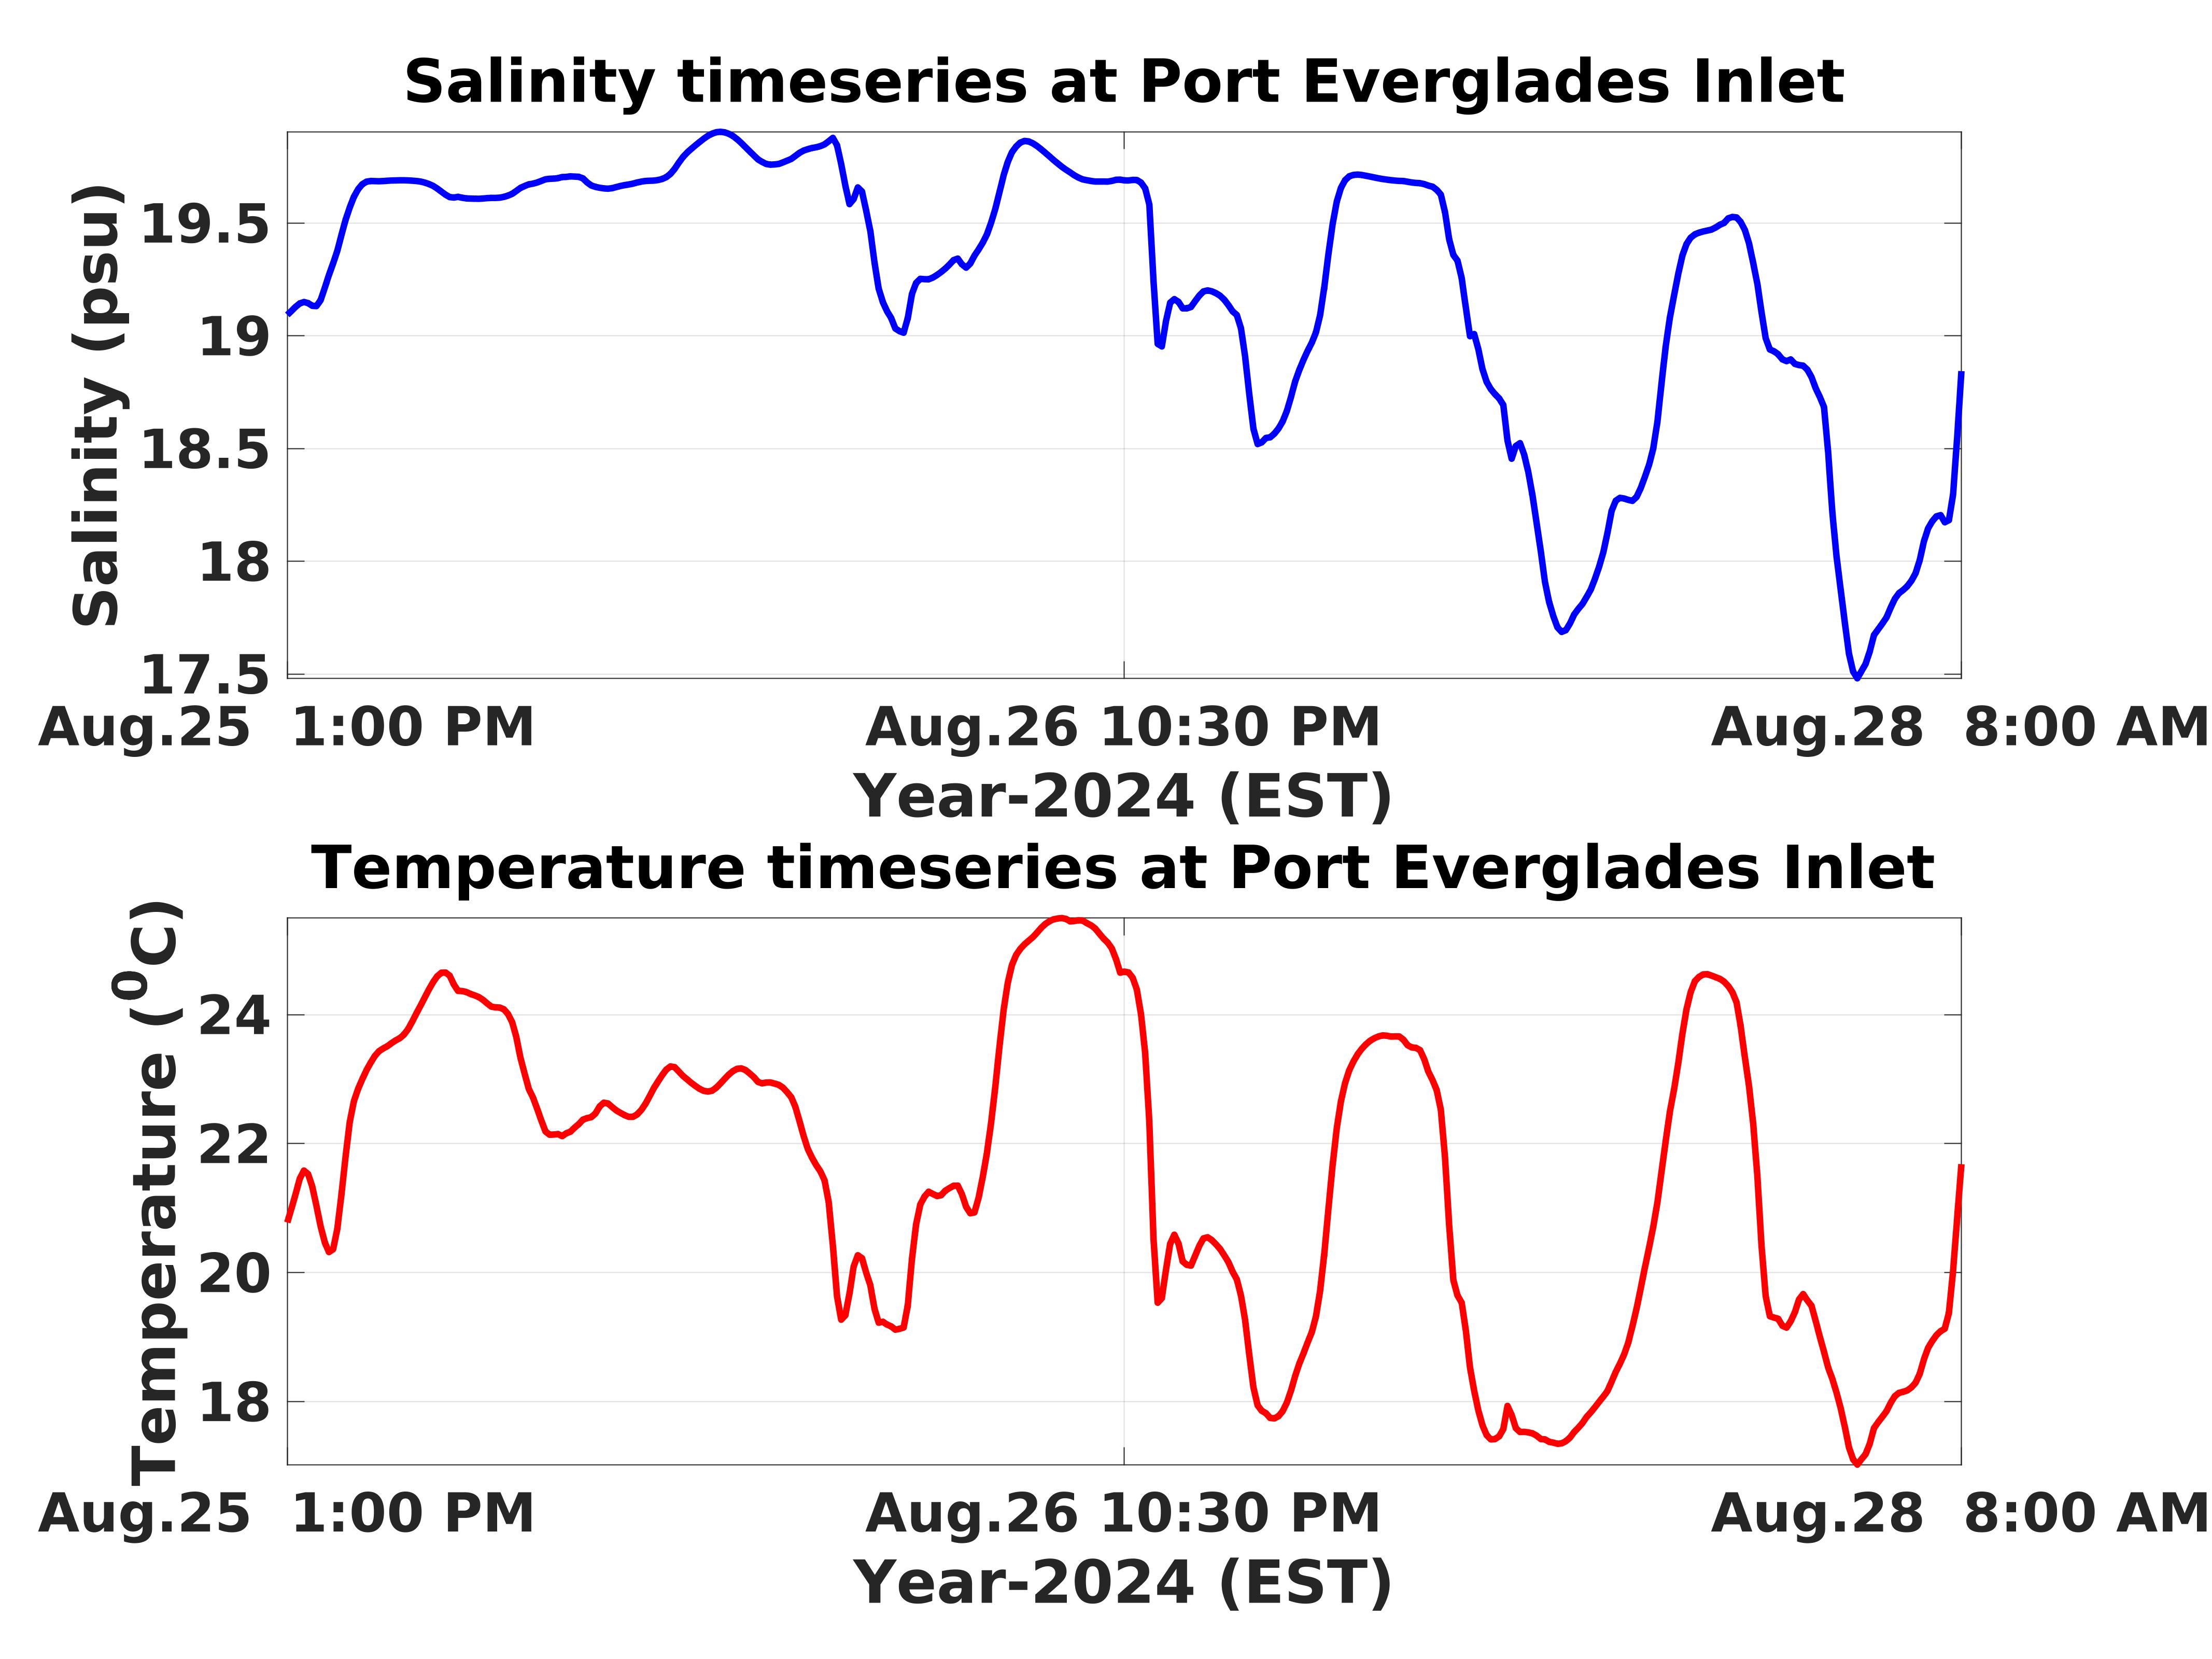 Salinity timeseries at Port Everglades Inlet
Salinity (psu)
19.5
19
18.5
18
17.5
Aug.25  1:00 PM
Aug.26 10:30 PM
Aug.28  8:00 AM
Year-2024 (EST)
Temperature timeseries at Port Everglades Inlet
Temperature (⁰C)
24
22
20
18
Aug.25  1:00 PM
Aug.26 10:30 PM
Aug.28  8:00 AM
Year-2024 (EST)